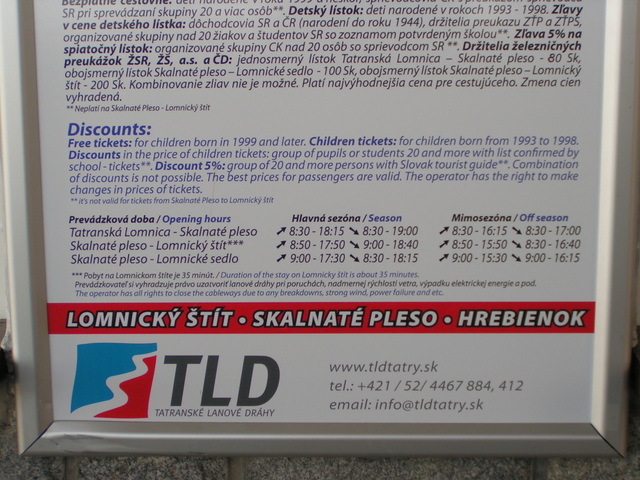 Bezplatné cestovné: deti narodené v roku 1999 a neskôr,
SR pri sprevádzaní skupiny 20 a viac osôb**. Detský lístok: deti narodené v rokoch 1993 - 1998. Zľavy
v cene detského lístka: dôchodcovia SR a ČR (narodení do roku 1944), držitelia preukazu ZŤP a ZŤPS,
organizované skupiny nad 20 žiakov a študentov SR so zoznamom potvrdeným školou**. Zľava 5% na
spiatočný lístok: organizované skupiny CK nad 20 osôb so sprievodcom SR **. Držitelia železničných
preukážok ŽSR, ŽŠ, a.s. a ČD: jednosmerný lístok Tatranská Lomnica – Skalnaté pleso - 80 Sk,
obojsmerný lístok Skalnaté pleso – Lomnické sedlo - 100 Sk, obojsmerný lístok Skalnaté pleso – Lomnický
štít - 200 Sk. Kombinovanie zliav nie je možné. Platí najvýhodnejšia cena pre cestujúceho. Zmena cien
vyhradená.
** Neplatí na Skalnaté Pleso - Lomnický štít
Discounts:
Free tickets: for children born in 1999 and later. Children tickets: for children born from 1993 to 1998.
Discounts in the price of children tickets: group of pupils or students 20 and more with list confirmed by
school - tickets**. Discount 5%: group of 20 and more persons with Slovak tourist guide**. Combination
of discounts is not possible. The best prices for passengers are valid. The operator has the right to make
changes in prices of tickets.
** it's not valid for tickets from Skalnaté Pleso to Lomnický štít
Prevádzková doba / Opening hours Hlavná sezóna / Season Mimosezóna / Off season
Tatranská Lomnica - Skalnaté pleso ↗ 8:30 - 18:15 ↘ 8:30 - 19:00 ↗ 8:30 - 16:15 ↘ 8:30 - 17:00
Skalnaté pleso - Lomnický štít*** ↗ 8:50 - 17:50 ↘ 9:00 - 18:40 ↗ 8:50 - 15:50 ↘ 8:30 - 16:40
Skalnaté pleso - Lomnické sedlo ↗ 9:00 - 17:30 ↘ 8:30 - 18:15 ↗ 9:00 - 15:30 ↘ 9:00 - 16:15
*** Pobyt na Lomnickom štíte je 35 minút. / Duration of the stay on Lomnický štít is about 35 minutes.
Prevádzkovateľ si vyhradzuje právo uzatvoriť lanové dráhy pri poruchách, nadmernej rýchlosti vetra, výpadku elektrickej energie a pod.
The operator has all rights to close the cableways due to any breakdowns, strong wind, power failure and etc.
LOMNICKÝ ŠTÍT • SKALNATÉ PLESO • HREBIENOK
TLD
TATRANSKÉ LANOVÉ DRÁHY
www.tldtatry.sk
tel.: +421 / 52/ 4467 884, 412
email: info@tldtatry.sk